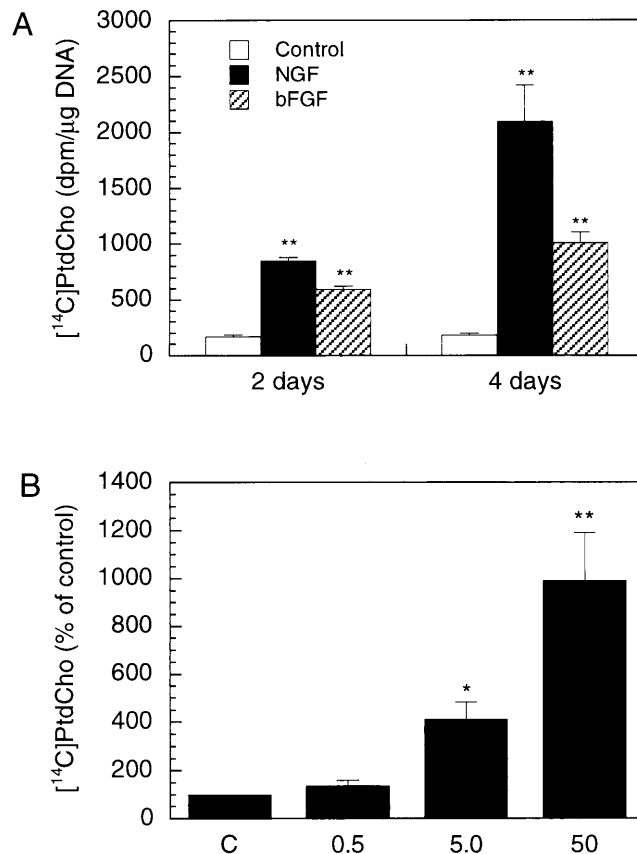 A
3000
2500
2000
1500
1000
500
0
[¹⁴C]PtdCho (dpm/µg DNA)
Control
NGF
bFGF
**
**
**
**
2 days
4 days
B
1400
1200
1000
800
600
400
200
0
[¹⁴C]PtdCho (% of control)
*
**
C
0.5
5.0
50